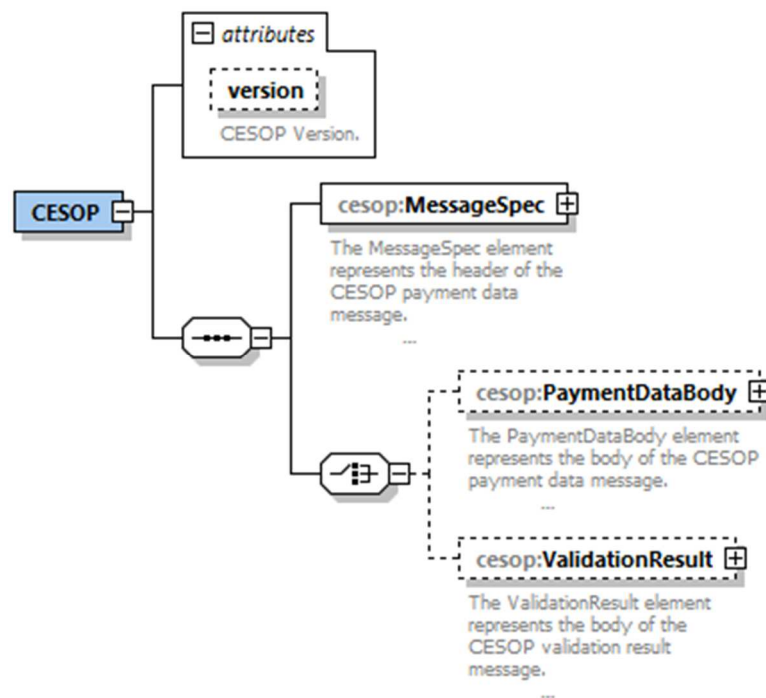 attributes
version
CESOP Version.
CESOP
cesop:MessageSpec
The MessageSpec element
represents the header of the
CESOP payment data
message.
...
cesop:PaymentDataBody
The PaymentDataBody element
represents the body of the CESOP
payment data message.
...
cesop:ValidationResult
The ValidationResult element
represents the body of the
CESOP validation result
message.
...